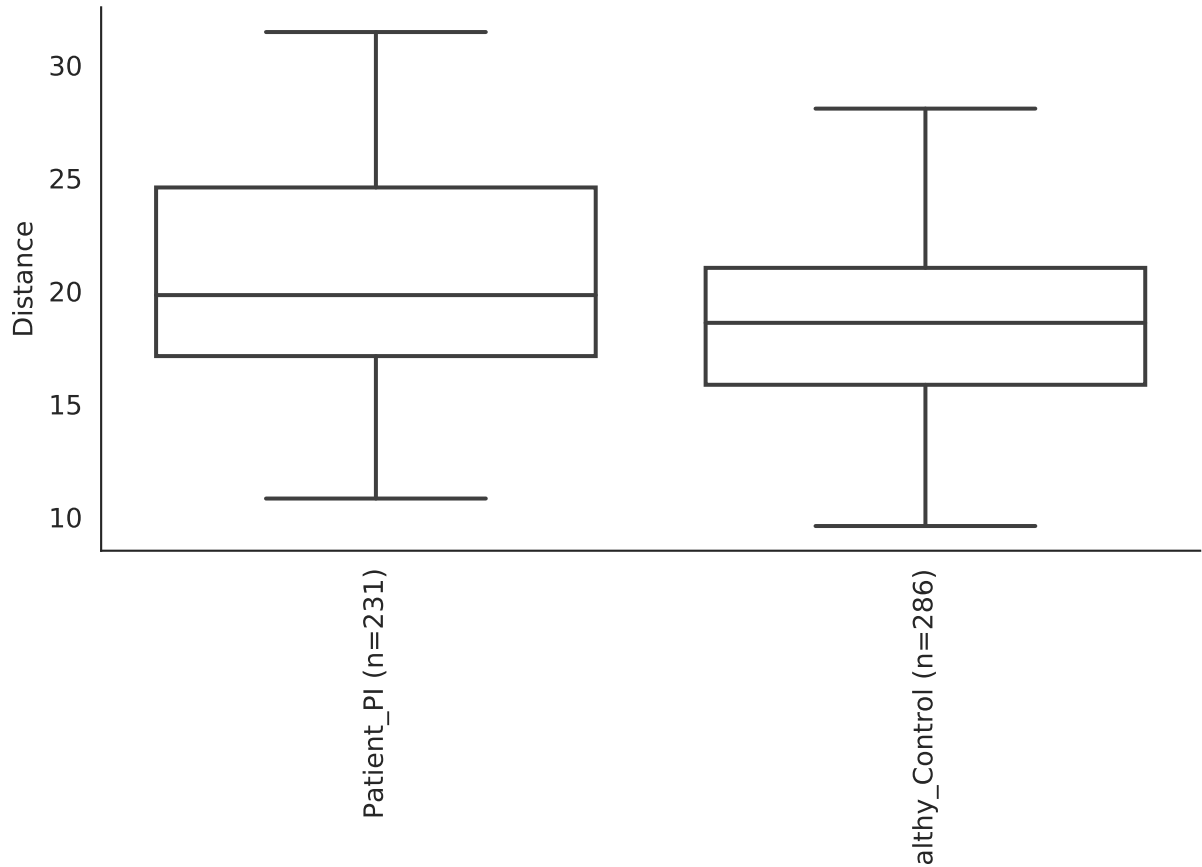 30
25
20
15
10
Distance
Patient_PI (n=231)
althy_Control (n=286)